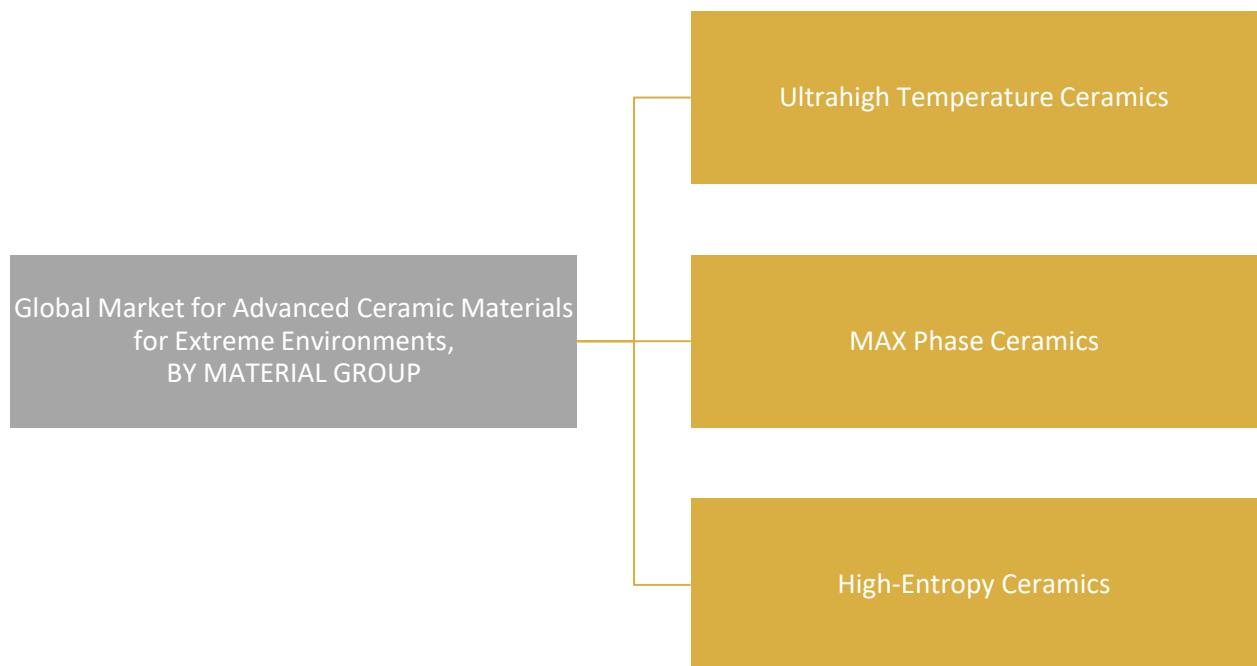 Ultrahigh Temperature Ceramics
Global Market for Advanced Ceramic Materials
for Extreme Environments,
BY MATERIAL GROUP
MAX Phase Ceramics
High-Entropy Ceramics